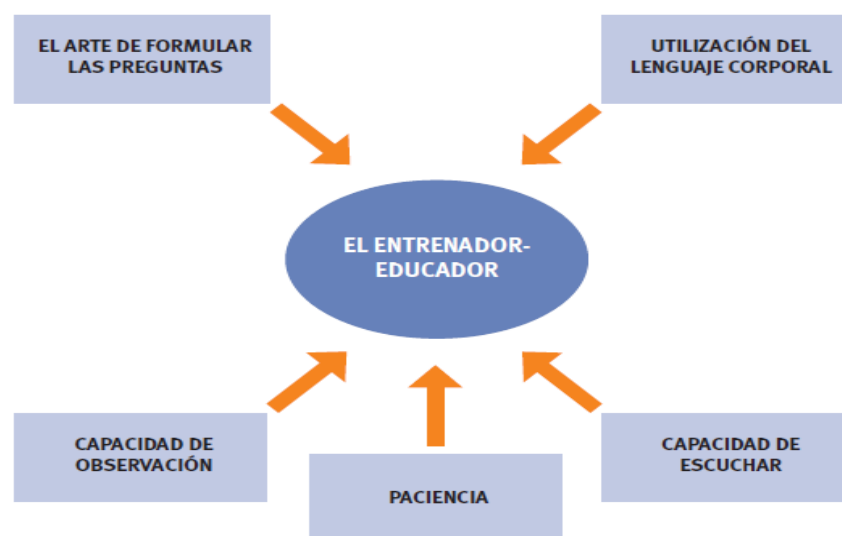 EL ARTE DE FORMULAR
LAS PREGUNTAS
UTILIZACIÓN DEL
LENGUAJE CORPORAL
EL ENTRENADOR-
EDUCADOR
CAPACIDAD DE
OBSERVACIÓN
PACIENCIA
CAPACIDAD DE
ESCUCHAR